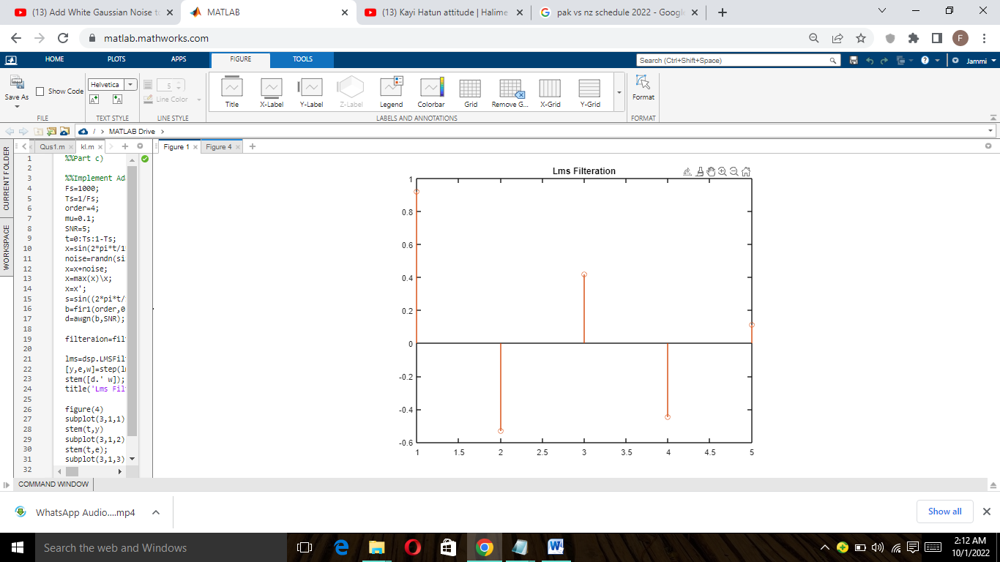 (13) Add White Gaussian Noise to
MATLAB
(13) Kayi Hatun attitude | Halime
pak vs nz schedule 2022 - Google
matlab.mathworks.com
F
HOME PLOTS APPS FIGURE TOOLS
Search (Ctrl+Shift+Space)
Jammi
Save As
Show Code
Helvetica
A A
5
Line Color
Title X-Label Y-Label Z-Label Legend Colorbar Grid Remove G... X-Grid Y-Grid
Format
FILE TEXT STYLE LINE STYLE LABELS AND ANNOTATIONS FORMAT
/ > MATLAB Drive >
CURRENT FOLDER
WORKSPACE
Qus1.m kl.m
Figure 1 Figure 4
1 %%Part c)
2
3 %%Implement Ad
4 Fs=1000;
5 Ts=1/Fs;
6 order=4;
7 mu=0.1;
8 SNR=5;
9 t=0:Ts:1-Ts;
10 x=sin(2*pi*t/1
11 noise=randn(si
12 x=x+noise;
13 x=max(x)\x;
14 x=x';
15 s=sin((2*pi*t/
16 b=fir1(order,0
17 d=awgn(b,SNR);
18
19 filteraion=fil
20
21 lms=dsp.LMSFil
22 [y,e,w]=step(l
23 stem([d.' w]);
24 title('Lms Fil
25
26 figure(4)
27 subplot(3,1,1)
28 stem(t,y)
29 subplot(3,1,2)
30 stem(t,e);
31 subplot(3,1,3)
32
Lms Filteration
1
0.8
0.6
0.4
0.2
0
-0.2
-0.4
-0.6
1 1.5 2 2.5 3 3.5 4 4.5 5
COMMAND WINDOW
WhatsApp Audio....mp4
Show all
Search the web and Windows
2:12 AM
10/1/2022